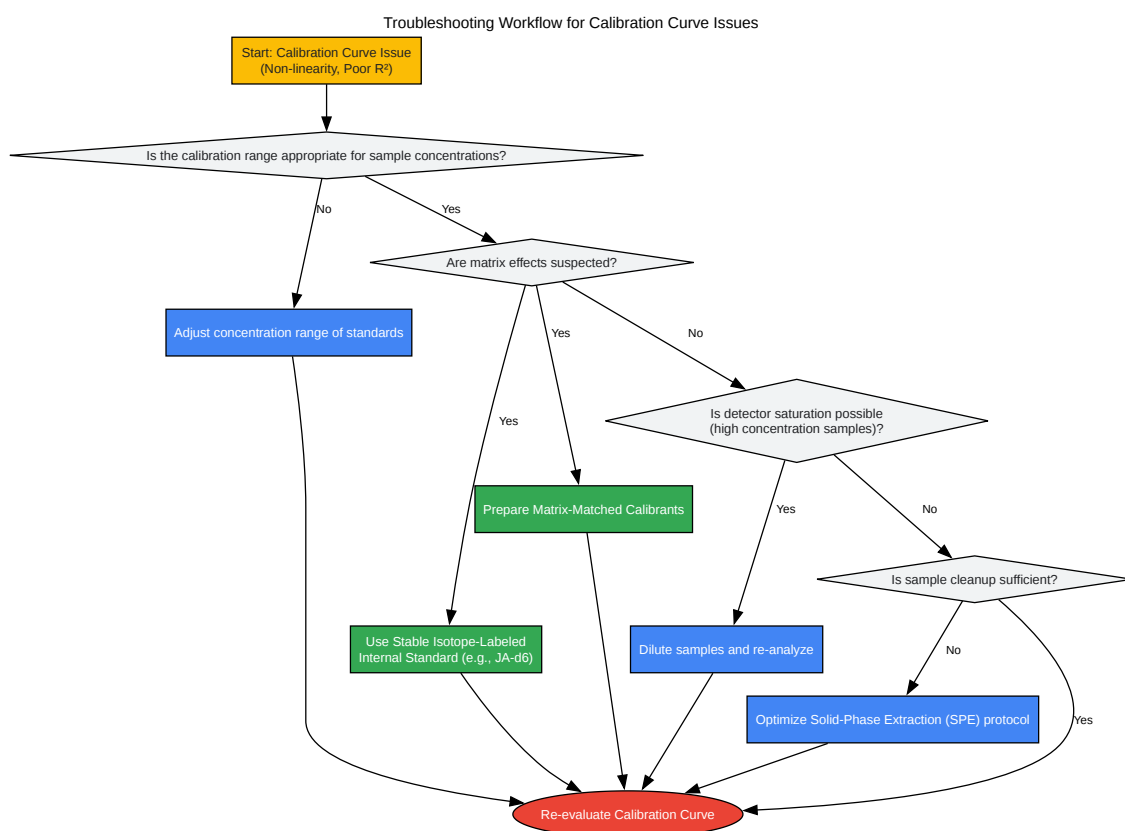 Troubleshooting Workflow for Calibration Curve Issues
Start: Calibration Curve Issue
(Non-linearity, Poor R²)
Is the calibration range appropriate for sample concentrations?
No
Yes
Are matrix effects suspected?
Adjust concentration range of standards
Yes
No
Yes
Is detector saturation possible
(high concentration samples)?
Prepare Matrix-Matched Calibrants
Yes
No
Is sample cleanup sufficient?
Use Stable Isotope-Labeled
Internal Standard (e.g., JA-d6)
Dilute samples and re-analyze
No
Optimize Solid-Phase Extraction (SPE) protocol
Yes
Re-evaluate Calibration Curve